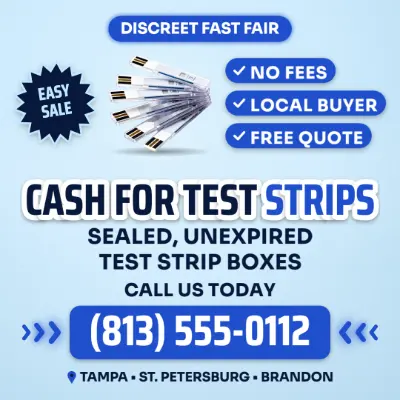 DISCREET FAST FAIR
EASY
SALE
NO FEES
LOCAL BUYER
FREE QUOTE
CASH FOR TEST STRIPS
SEALED, UNEXPIRED
TEST STRIP BOXES
CALL US TODAY
(813) 555-0112
TAMPA ▪ ST. PETERSBURG ▪ BRANDON